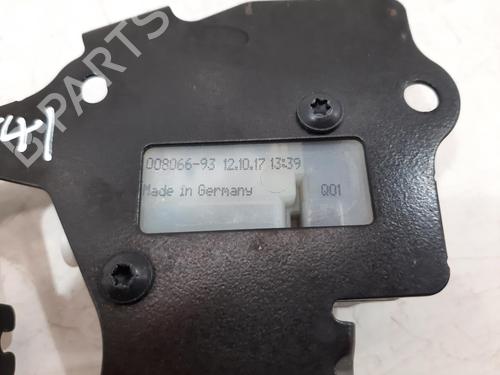 B-PARTS
008066-93 12.10.17 13:39
Made in Germany Q01